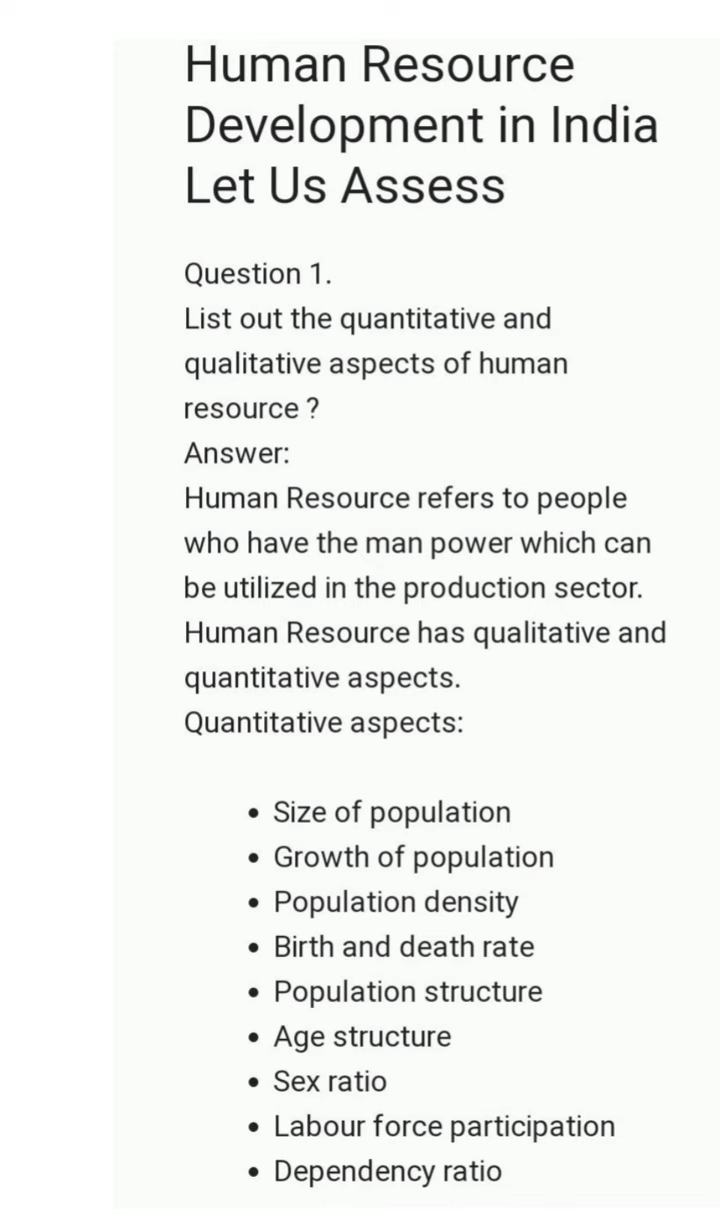 Human Resource
Development in India
Let Us Assess
Question 1.
List out the quantitative and
qualitative aspects of human
resource ?
Answer:
Human Resource refers to people
who have the man power which can
be utilized in the production sector.
Human Resource has qualitative and
quantitative aspects.
Quantitative aspects:
• Size of population
• Growth of population
• Population density
• Birth and death rate
• Population structure
• Age structure
• Sex ratio
• Labour force participation
• Dependency ratio